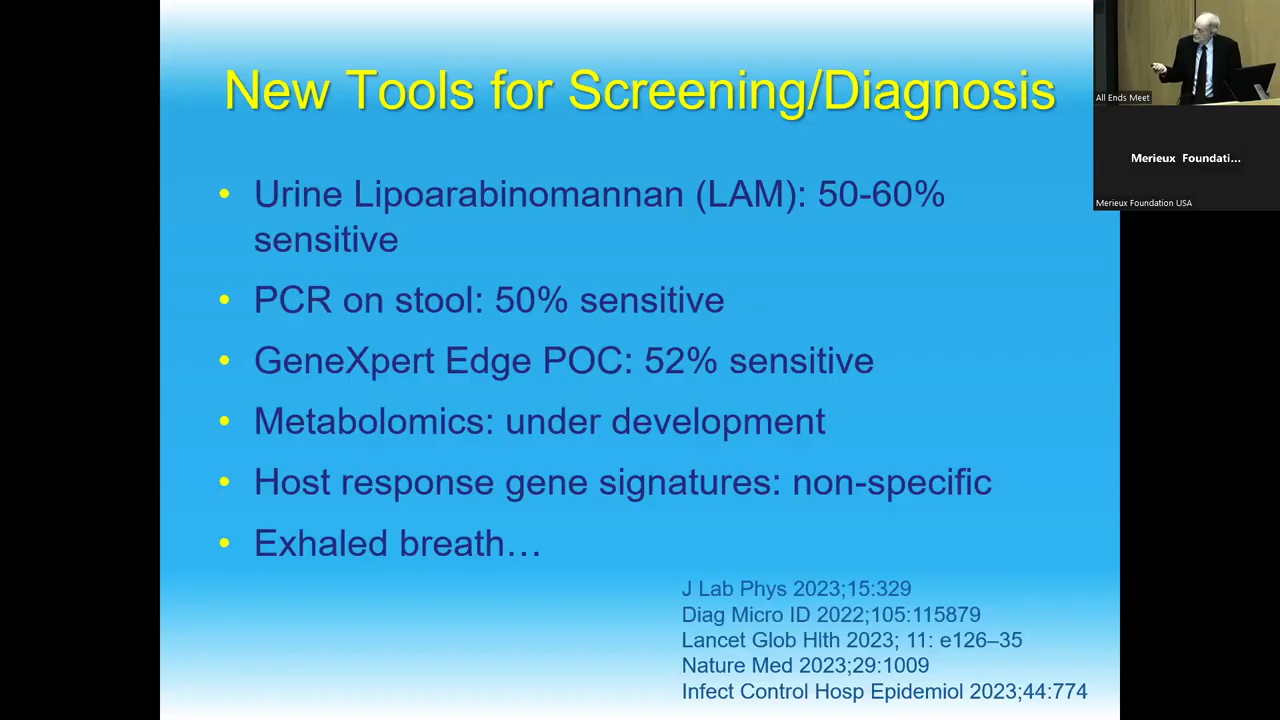 New Tools for Screening/Diagnosis
• Urine Lipoarabinomannan (LAM): 50-60%
sensitive
• PCR on stool: 50% sensitive
• GeneXpert Edge POC: 52% sensitive
• Metabolomics: under development
• Host response gene signatures: non-specific
• Exhaled breath…
J Lab Phys 2023;15:329
Diag Micro ID 2022;105:115879
Lancet Glob Hlth 2023; 11: e126–35
Nature Med 2023;29:1009
Infect Control Hosp Epidemiol 2023;44:774
All Ends Meet
Merieux Foundati...
Merieux Foundation USA